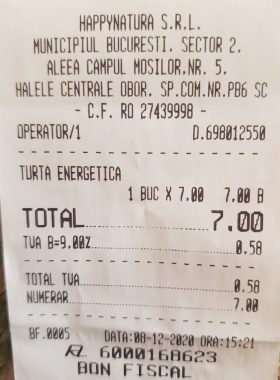 HAPPYNATURA S.R.L.
MUNICIPIUL BUCURESTI, SECTOR 2,
ALEEA CAMPUL MOSILOR,NR. 5,
HALELE CENTRALE OBOR, SP.COM.NR.PB6 SC
- C.F. RO 27439998 -
OPERATOR/1 D.698012550
TURTA ENERGETICA
1 BUC X 7.00 7.00 B
TOTAL 7.00
TVA B=9.00% 0.58
TOTAL TVA 0.58
NUMERAR 7.00
BF.0005 DATA:08-12-2020 ORA:15:21
6000168623
BON FISCAL